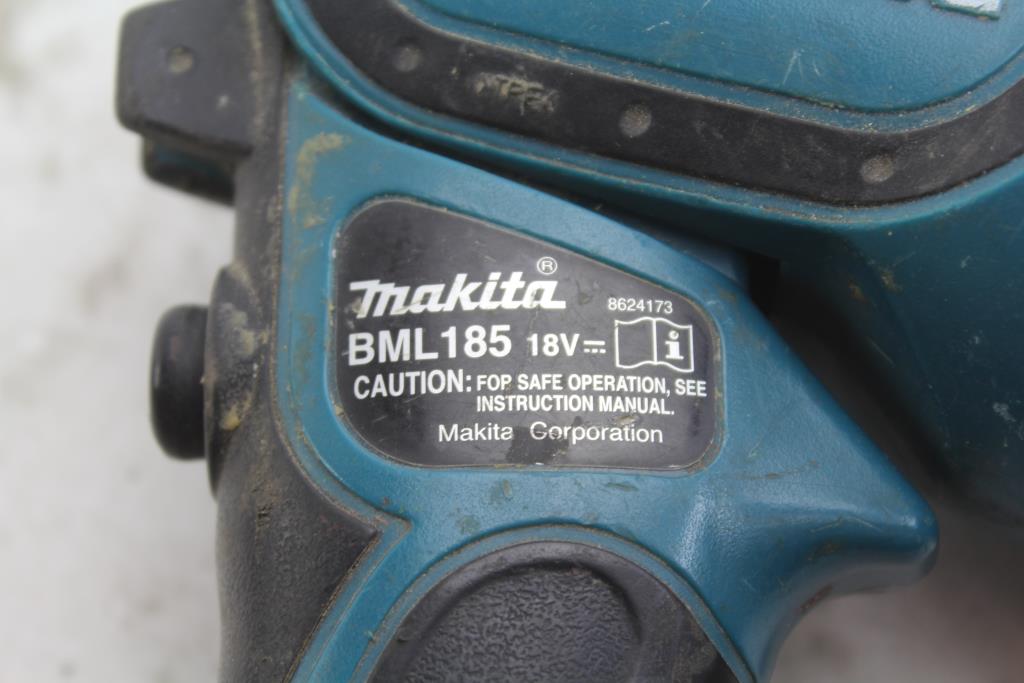 makita®
8624173
BML185 18V
CAUTION: FOR SAFE OPERATION, SEE
INSTRUCTION MANUAL.
Makita Corporation